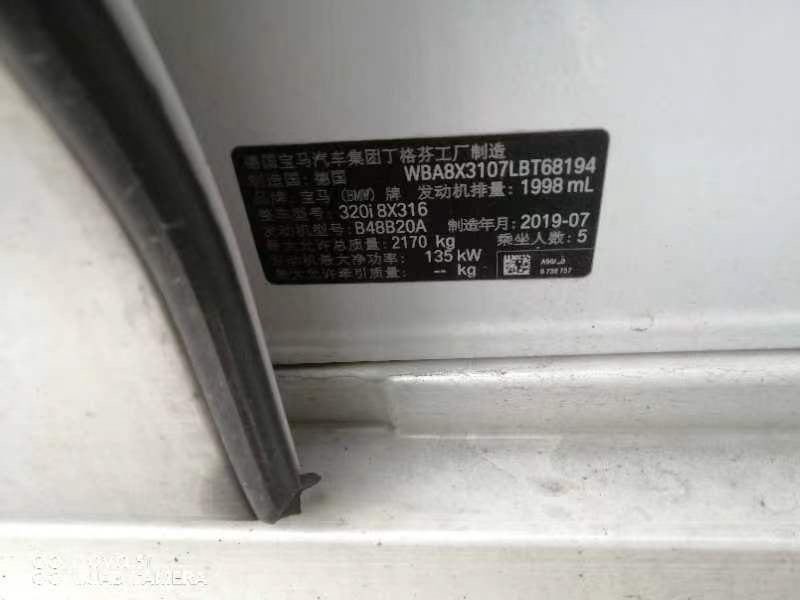 德国宝马汽车集团丁格芬工厂制造
制造国: 德国 WBA8X3107LBT68194
品牌: 宝马 (BMW) 牌 发动机排量: 1998 mL
整车型号: 320i 8X316
发动机型号: B48B20A 制造年月: 2019-07
最大允许总质量: 2170 kg 乘坐人数: 5
发动机最大净功率: 135 kW
最大允许牵引质量: -- kg
QUAD CAMERA